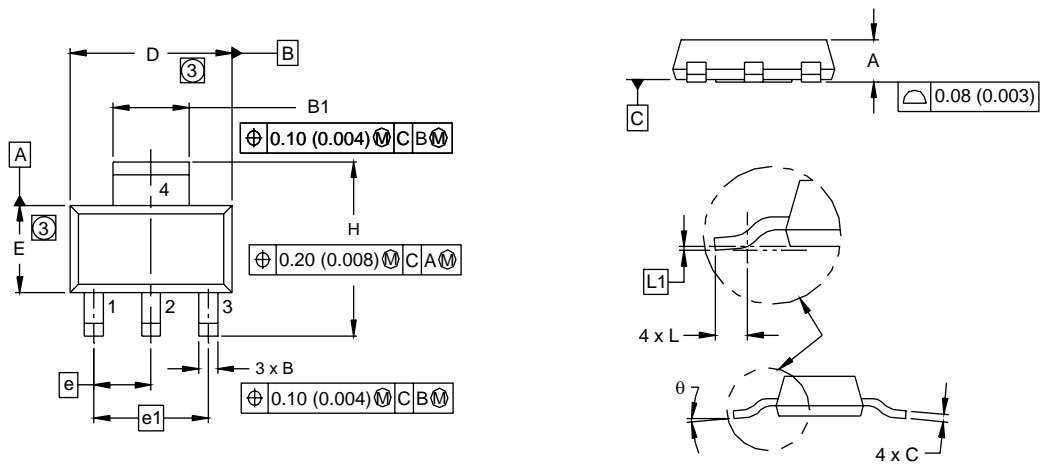 D
B
3
A
B1
⌖ 0.10 (0.004) Ⓜ C B Ⓜ
A
4
3
E
H
⌖ 0.20 (0.008) Ⓜ C A Ⓜ
1 2 3
e
3 x B
e1
⌖ 0.10 (0.004) Ⓜ C B Ⓜ
C
⌓ 0.08 (0.003)
L1
4 x L
θ
4 x C